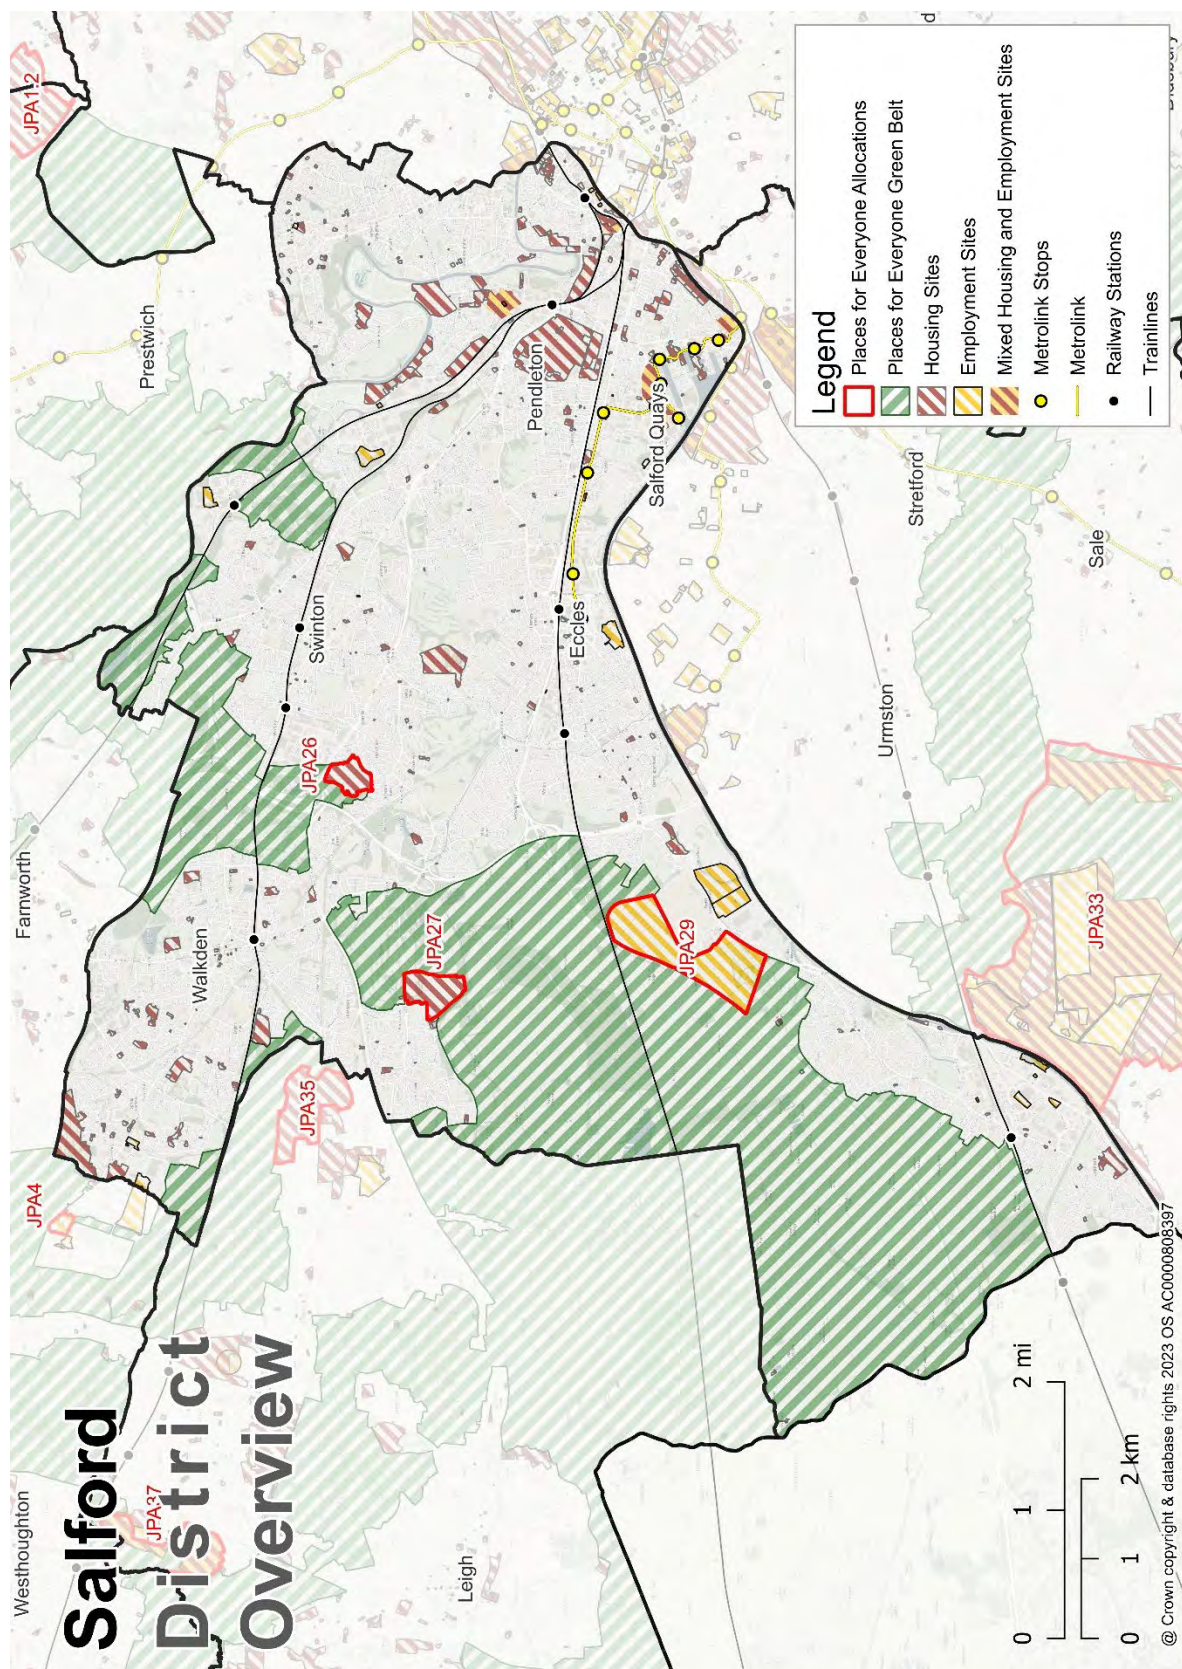 Salford
District
Overview
Westhoughton
JPA37
Leigh
JPA4
JPA35
Farnworth
Walkden
JPA27
JPA26
Swinton
Prestwich
JPA1.2
Pendleton
Eccles
Salford Quays
JPA29
Urmston
Stretford
Sale
JPA33
d
Legend
Places for Everyone Allocations
Places for Everyone Green Belt
Housing Sites
Employment Sites
Mixed Housing and Employment Sites
Metrolink Stops
Metrolink
Railway Stations
Trainlines
0 1 2 mi
0 1 2 km
@ Crown copyright & database rights 2023 OS AC0000808397